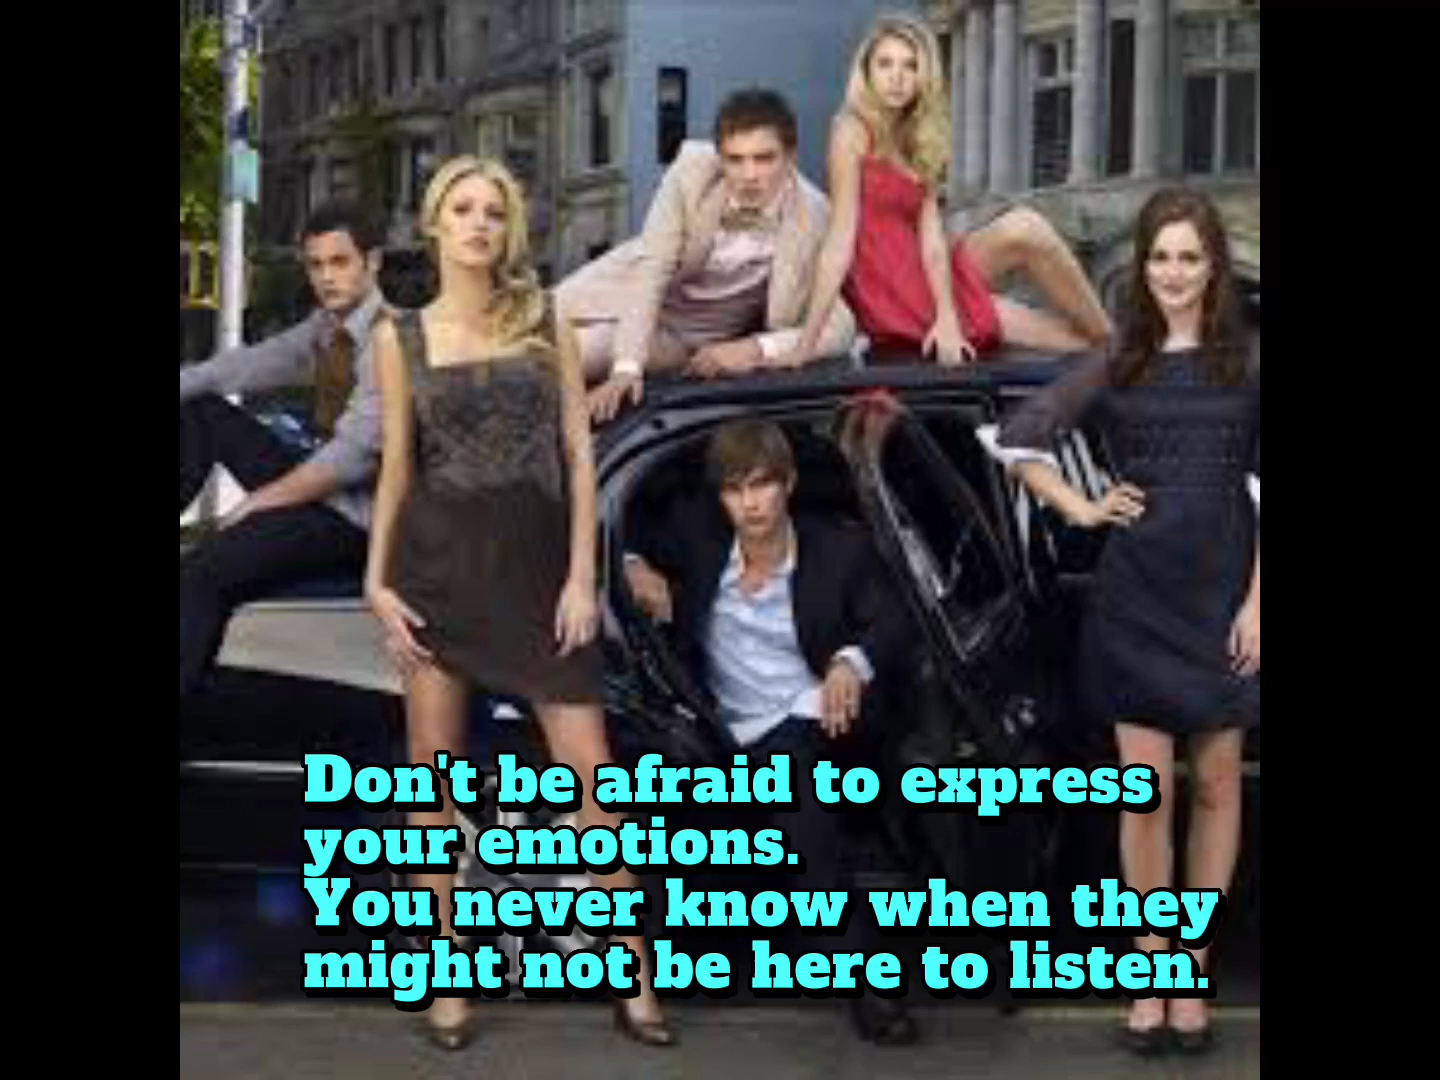 Don't be afraid to express
your emotions.
You never know when they
might not be here to listen.